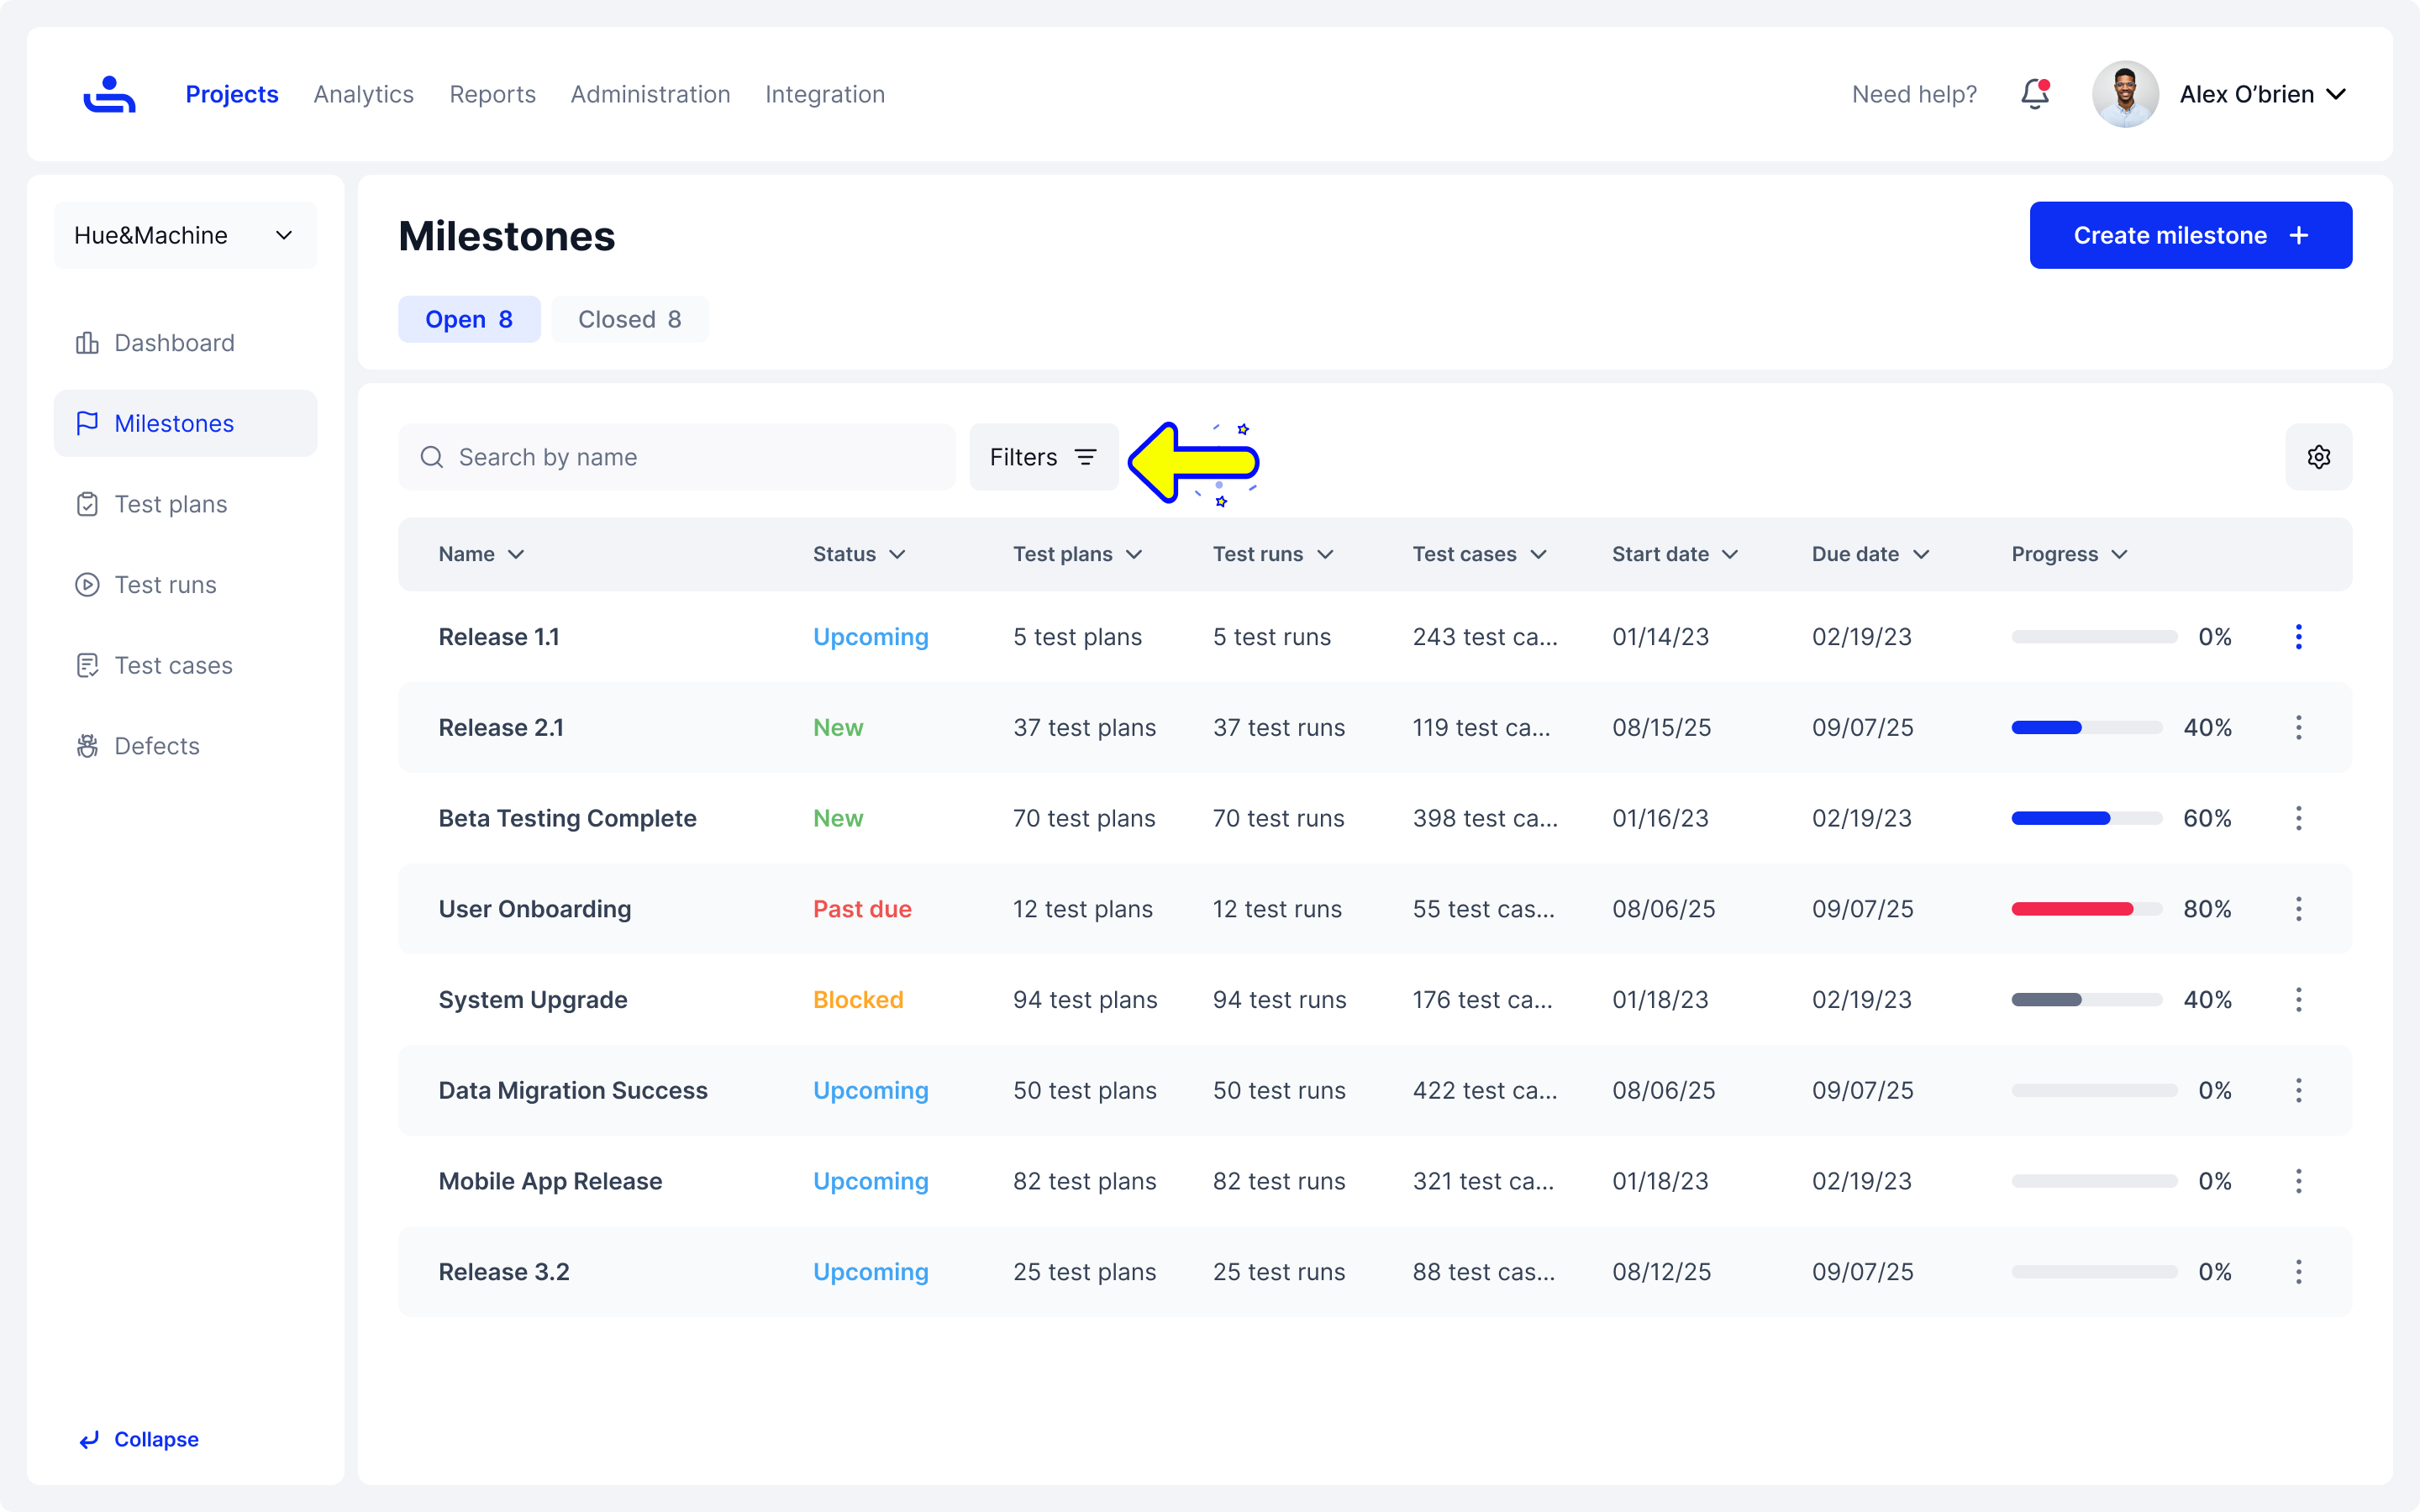 Projects Analytics Reports Administration Integration Need help? Alex O’brien
Hue&Machine
Dashboard
Milestones
Test plans
Test runs
Test cases
Defects
Collapse
Milestones
Create milestone
Open 8 Closed 8
Search by name Filters
Name Status Test plans Test runs Test cases Start date Due date Progress
Release 1.1 Upcoming 5 test plans 5 test runs 243 test ca... 01/14/23 02/19/23 0%
Release 2.1 New 37 test plans 37 test runs 119 test ca... 08/15/25 09/07/25 40%
Beta Testing Complete New 70 test plans 70 test runs 398 test ca... 01/16/23 02/19/23 60%
User Onboarding Past due 12 test plans 12 test runs 55 test cas... 08/06/25 09/07/25 80%
System Upgrade Blocked 94 test plans 94 test runs 176 test ca... 01/18/23 02/19/23 40%
Data Migration Success Upcoming 50 test plans 50 test runs 422 test ca... 08/06/25 09/07/25 0%
Mobile App Release Upcoming 82 test plans 82 test runs 321 test ca... 01/18/23 02/19/23 0%
Release 3.2 Upcoming 25 test plans 25 test runs 88 test cas... 08/12/25 09/07/25 0%